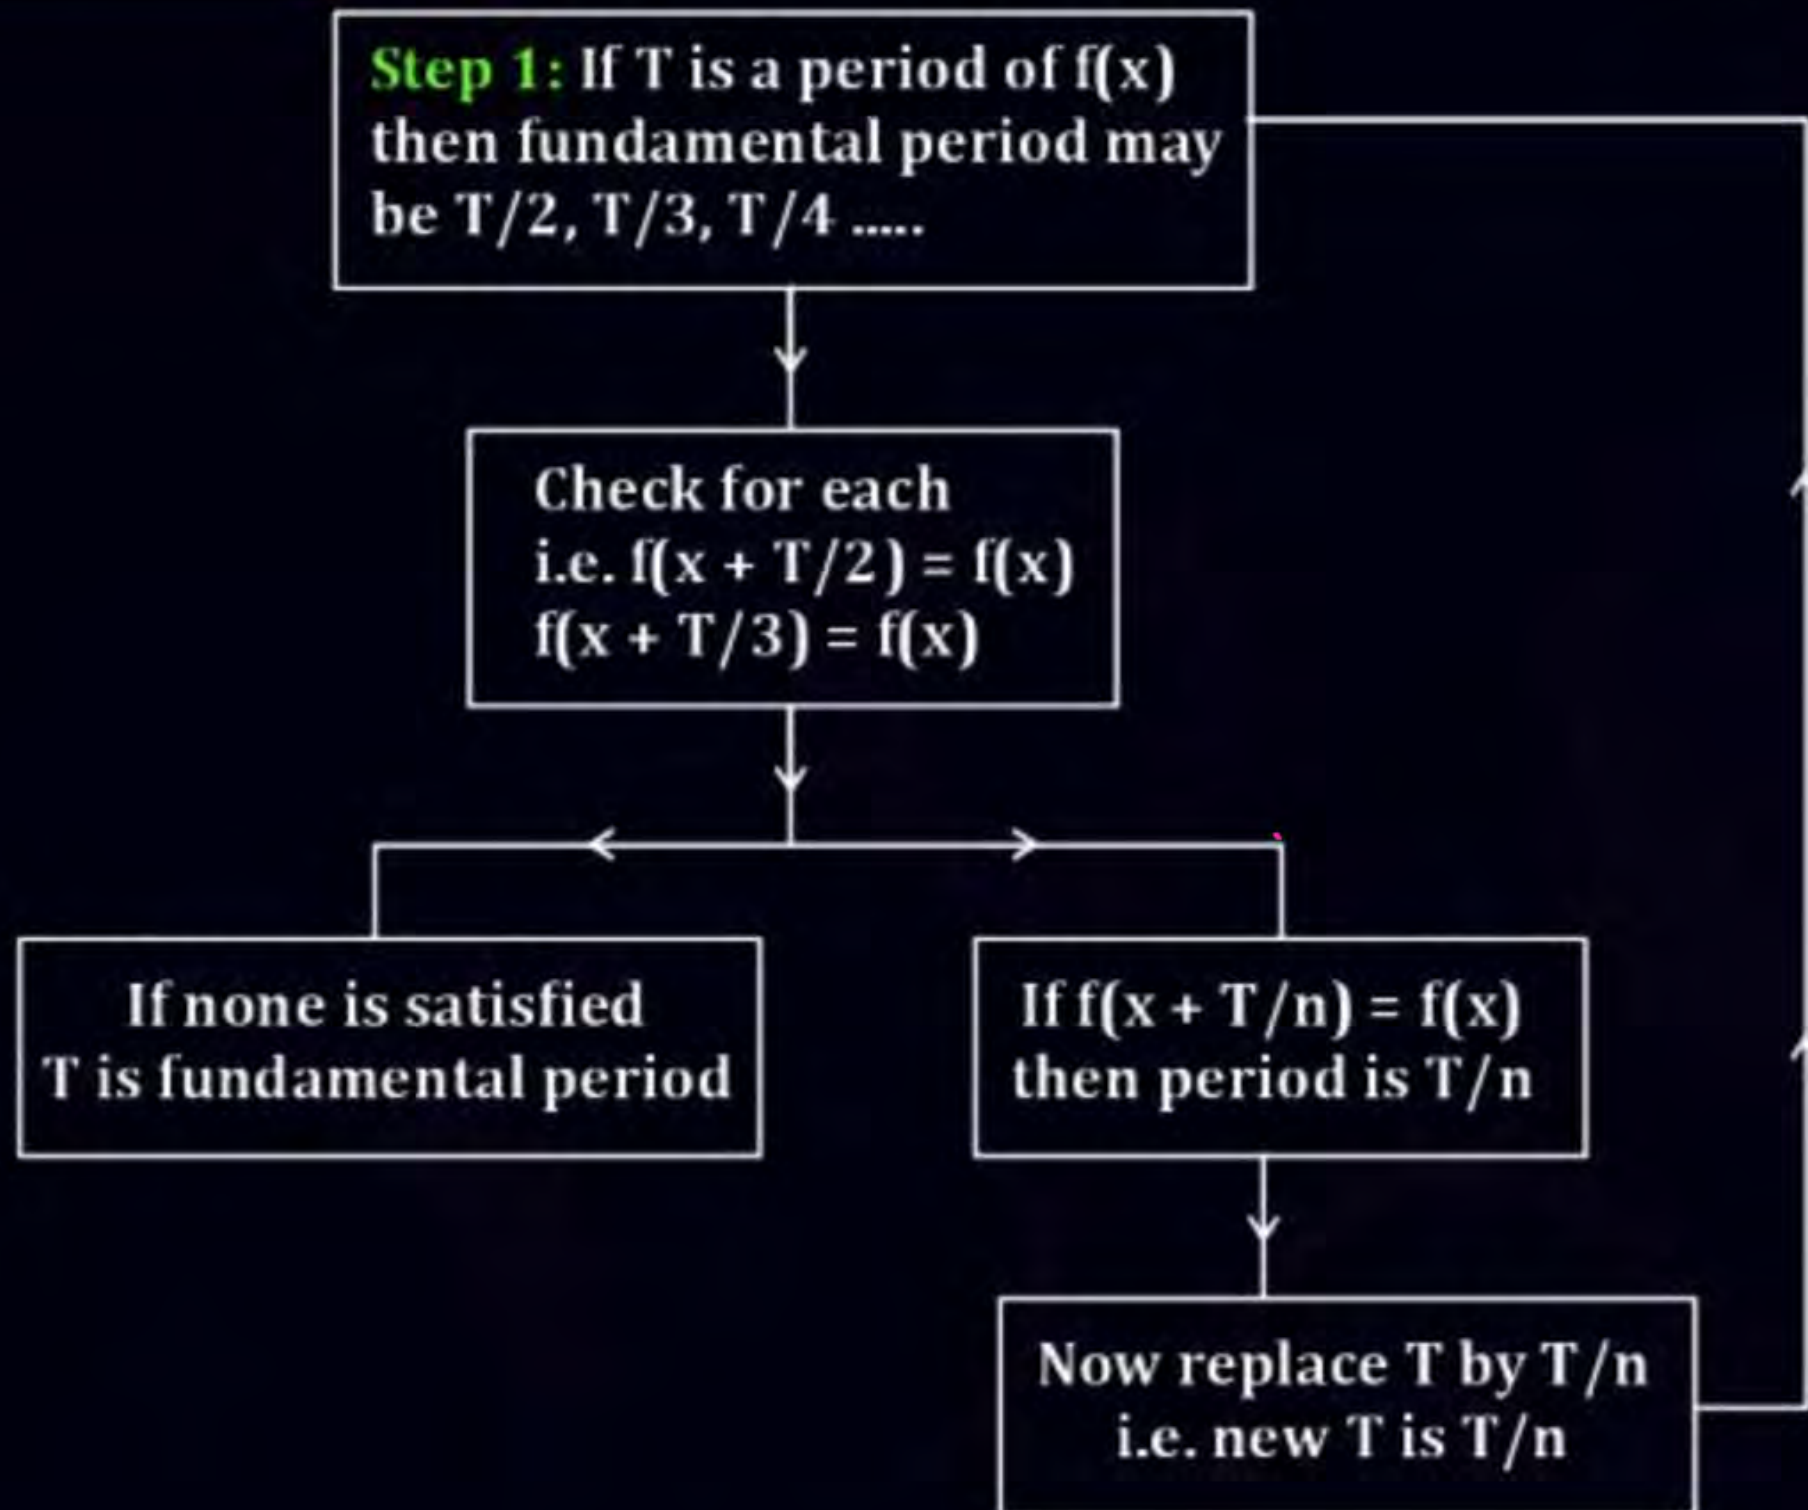 Step 1: If T is a period of f(x)
then fundamental period may
be T/2, T/3, T/4 .....
Check for each
i.e. f(x + T/2) = f(x)
f(x + T/3) = f(x)
If none is satisfied
T is fundamental period
If f(x + T/n) = f(x)
then period is T/n
Now replace T by T/n
i.e. new T is T/n